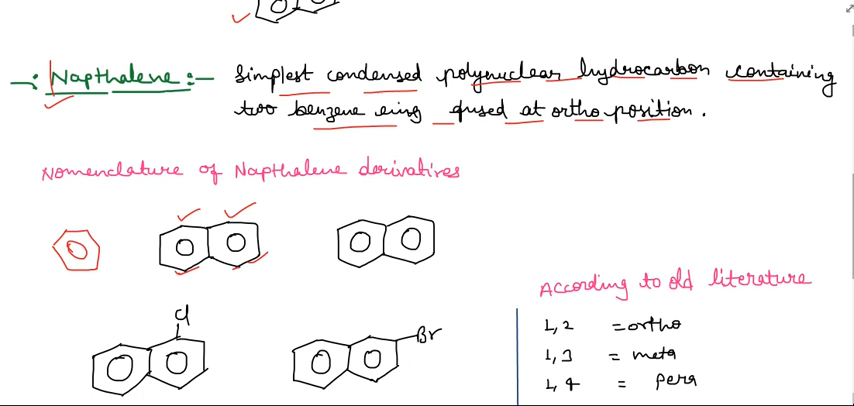 -: Napthalene :- Simplest condensed polynuclear hydrocarbon containing
two benzene ring fused at ortho position.
Nomenclature of Napthalene derivatives
According to old literature
Cl
Br
1,2 = ortho
1,3 = meta
1,4 = pera